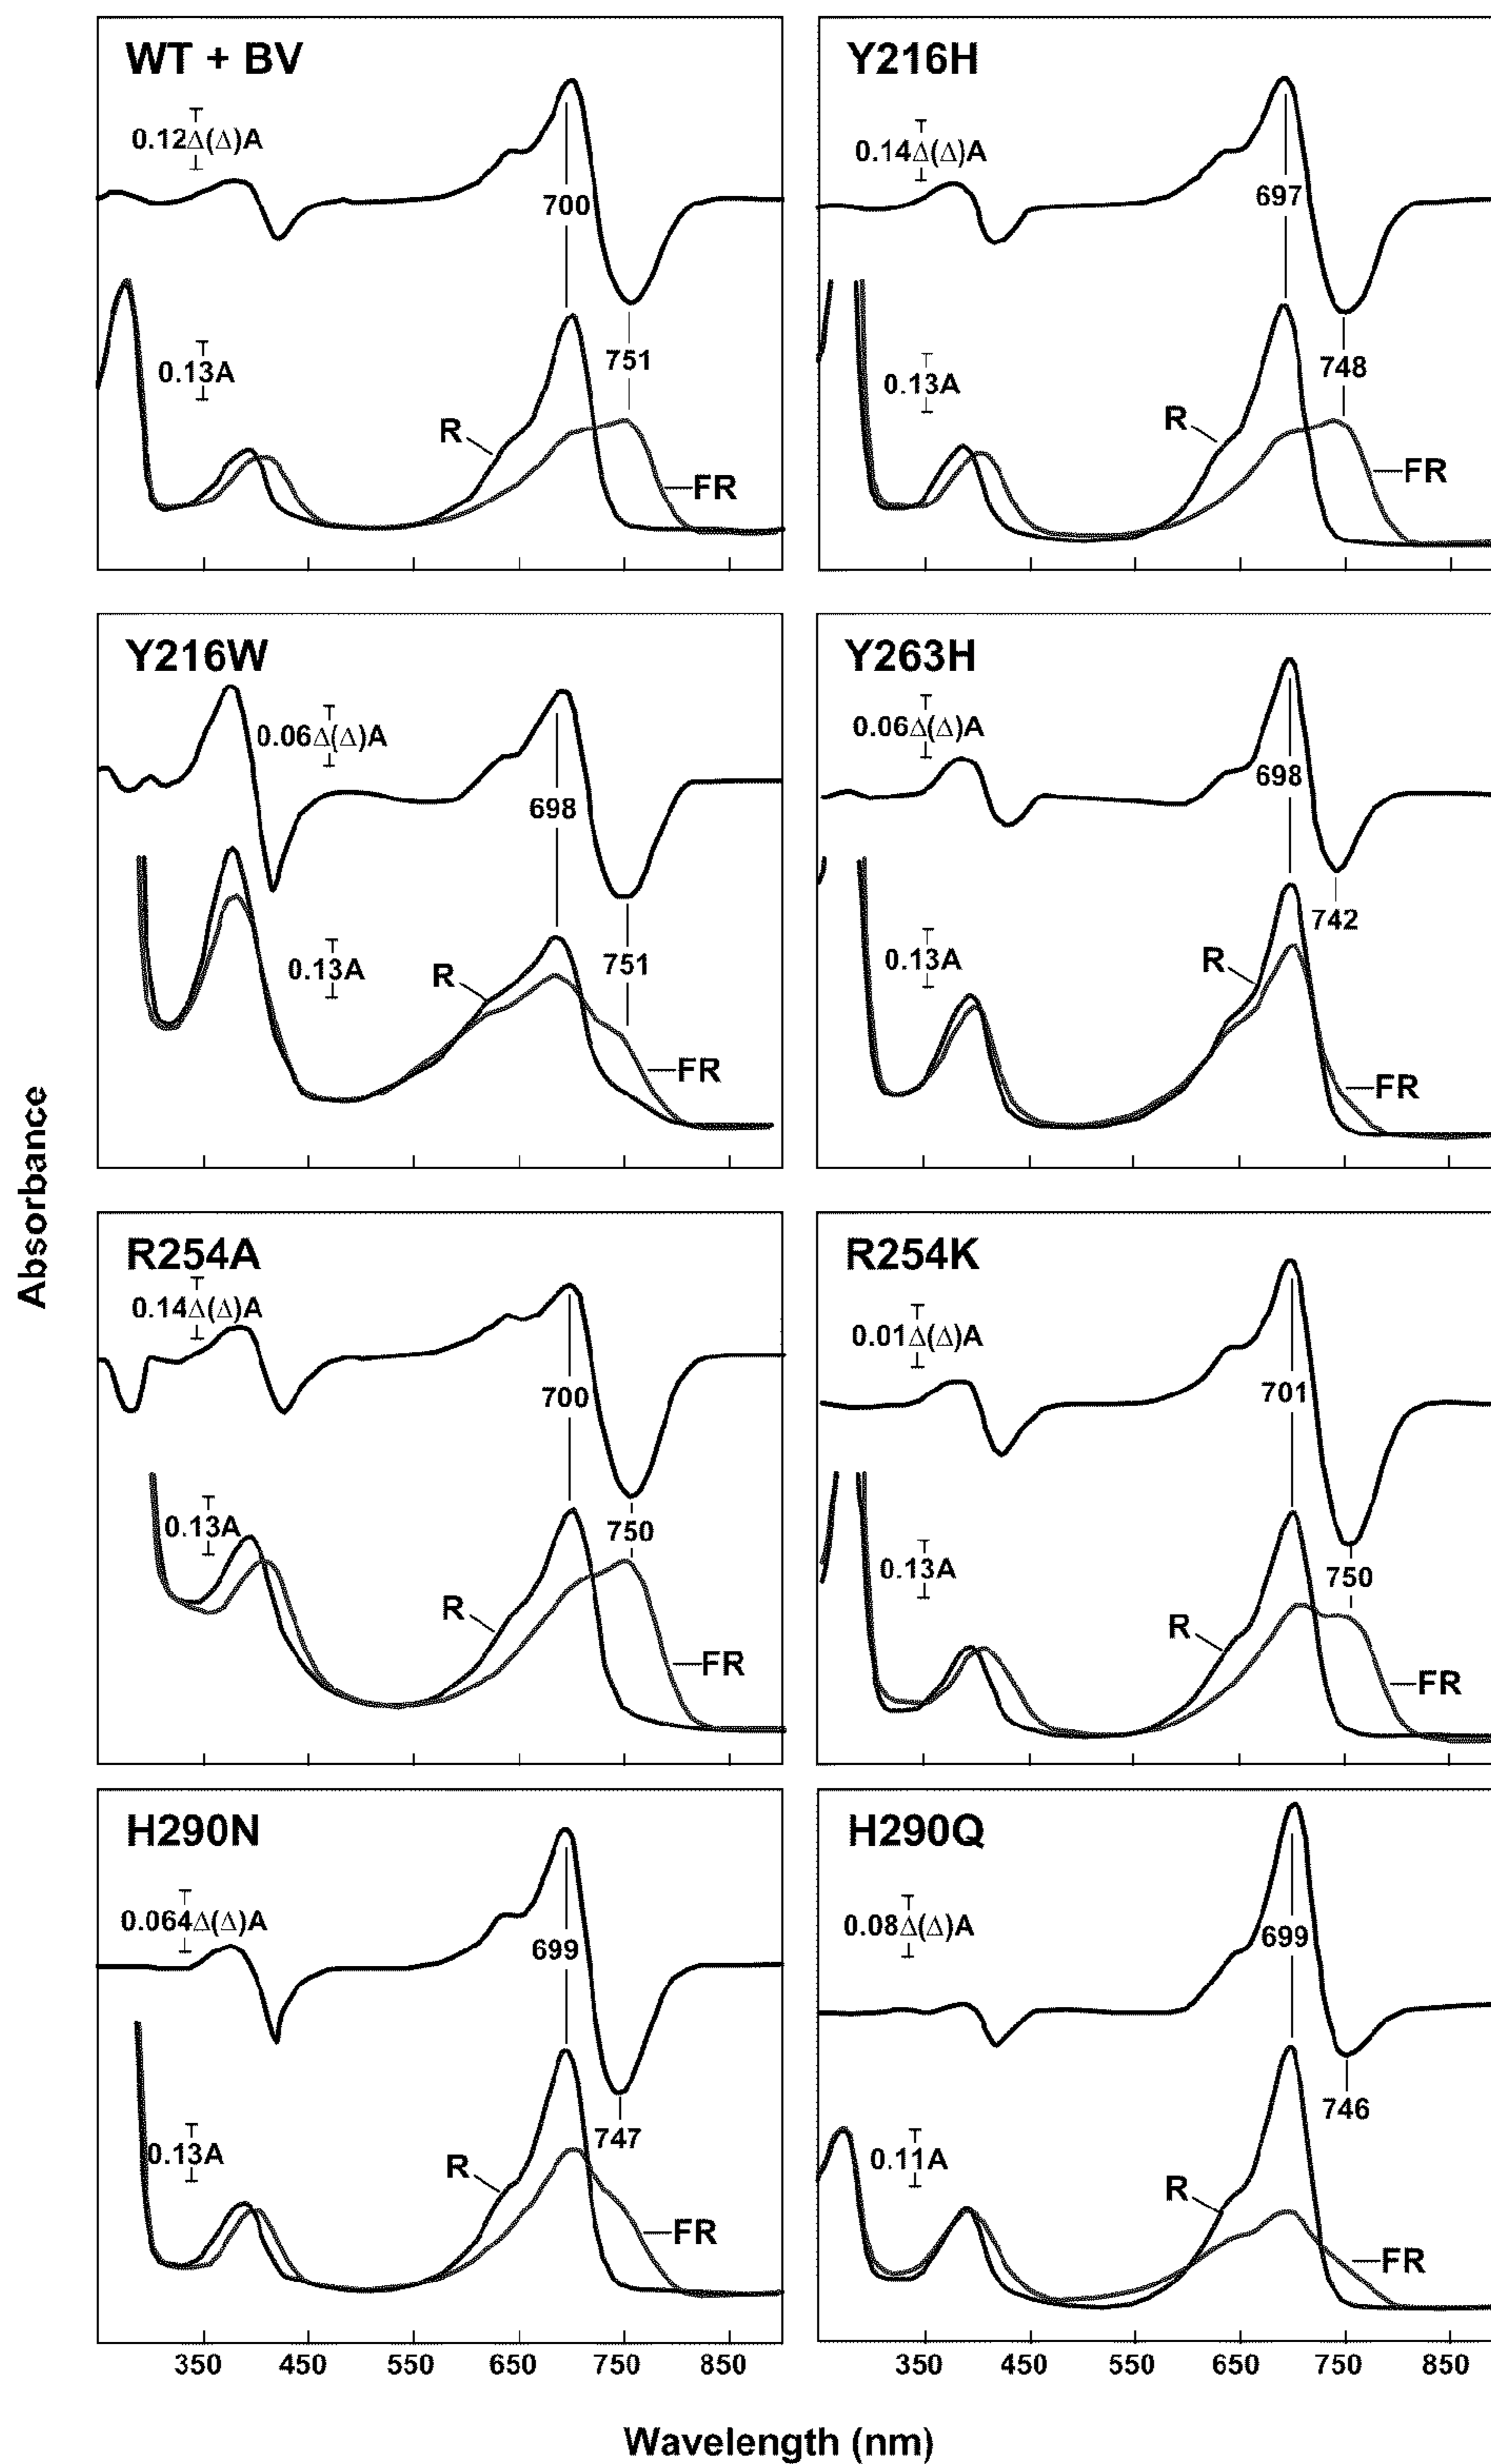 WT + BV
0.12Δ(Δ)A
700
0.13A
751
R
FR
Y216H
0.14Δ(Δ)A
697
0.13A
748
R
FR
Y216W
0.06Δ(Δ)A
698
0.13A
R
751
FR
Y263H
0.06Δ(Δ)A
698
742
0.13A
R
FR
Absorbance
R254A
0.14Δ(Δ)A
700
0.13A
750
R
FR
R254K
0.01Δ(Δ)A
701
0.13A
750
R
FR
H290N
0.064Δ(Δ)A
699
0.13A
747
R
FR
H290Q
0.08Δ(Δ)A
699
746
0.11A
R
FR
350 450 550 650 750 850
350 450 550 650 750 850
Wavelength (nm)